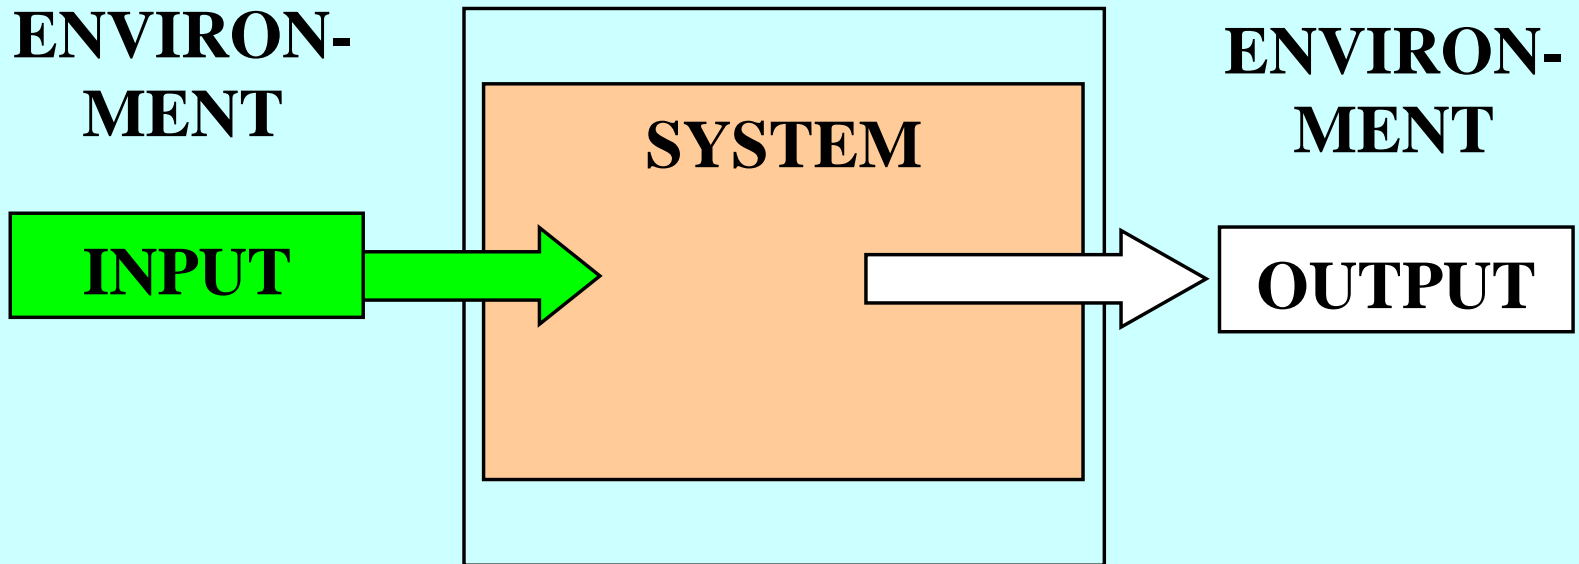 ENVIRON-
MENT
SYSTEM
ENVIRON-
MENT
INPUT
OUTPUT